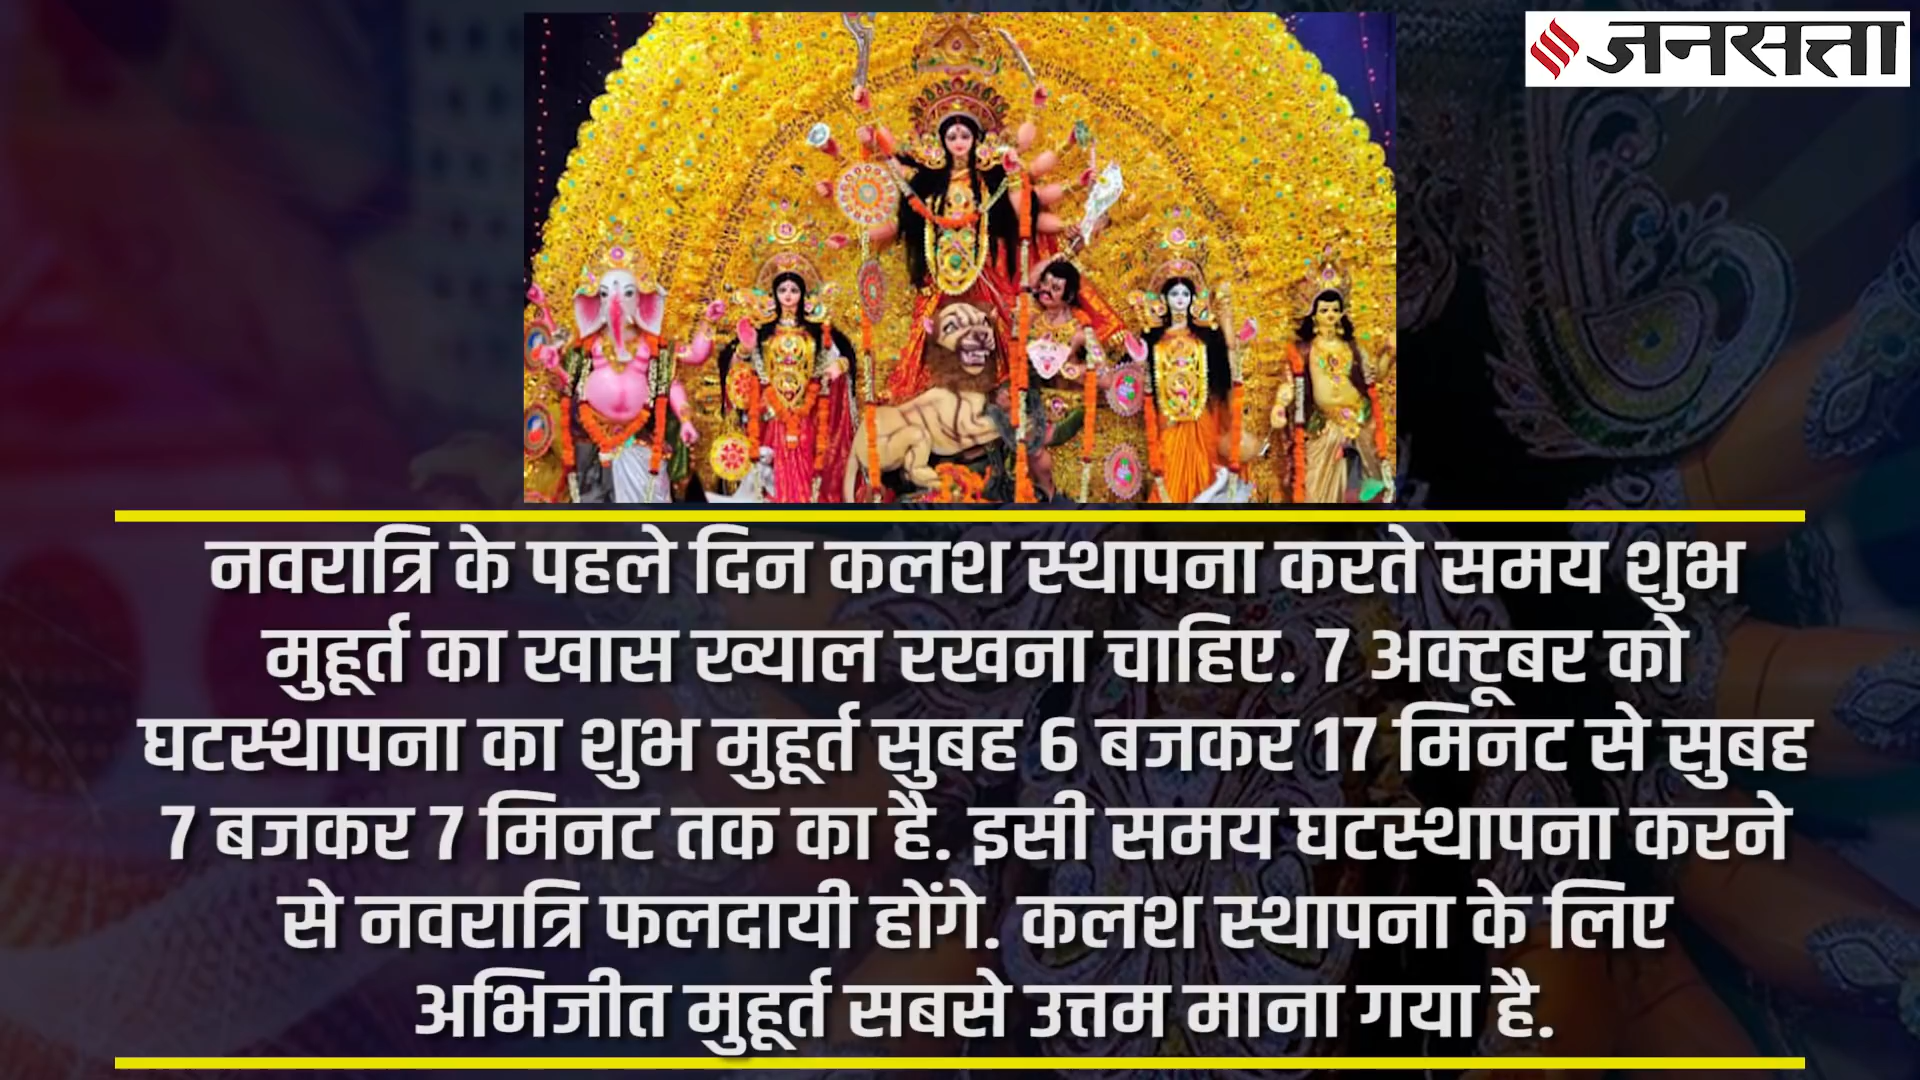 जनसत्ता
नवरात्रि के पहले दिन कलश स्थापना करते समय शुभ
मुहूर्त का खास ख्याल रखना चाहिए. 7 अक्टूबर को
घटस्थापना का शुभ मुहूर्त सुबह 6 बजकर 17 मिनट से सुबह
7 बजकर 7 मिनट तक का है. इसी समय घटस्थापना करने
से नवरात्रि फलदायी होंगे. कलश स्थापना के लिए
अभिजीत मुहूर्त सबसे उत्तम माना गया है.